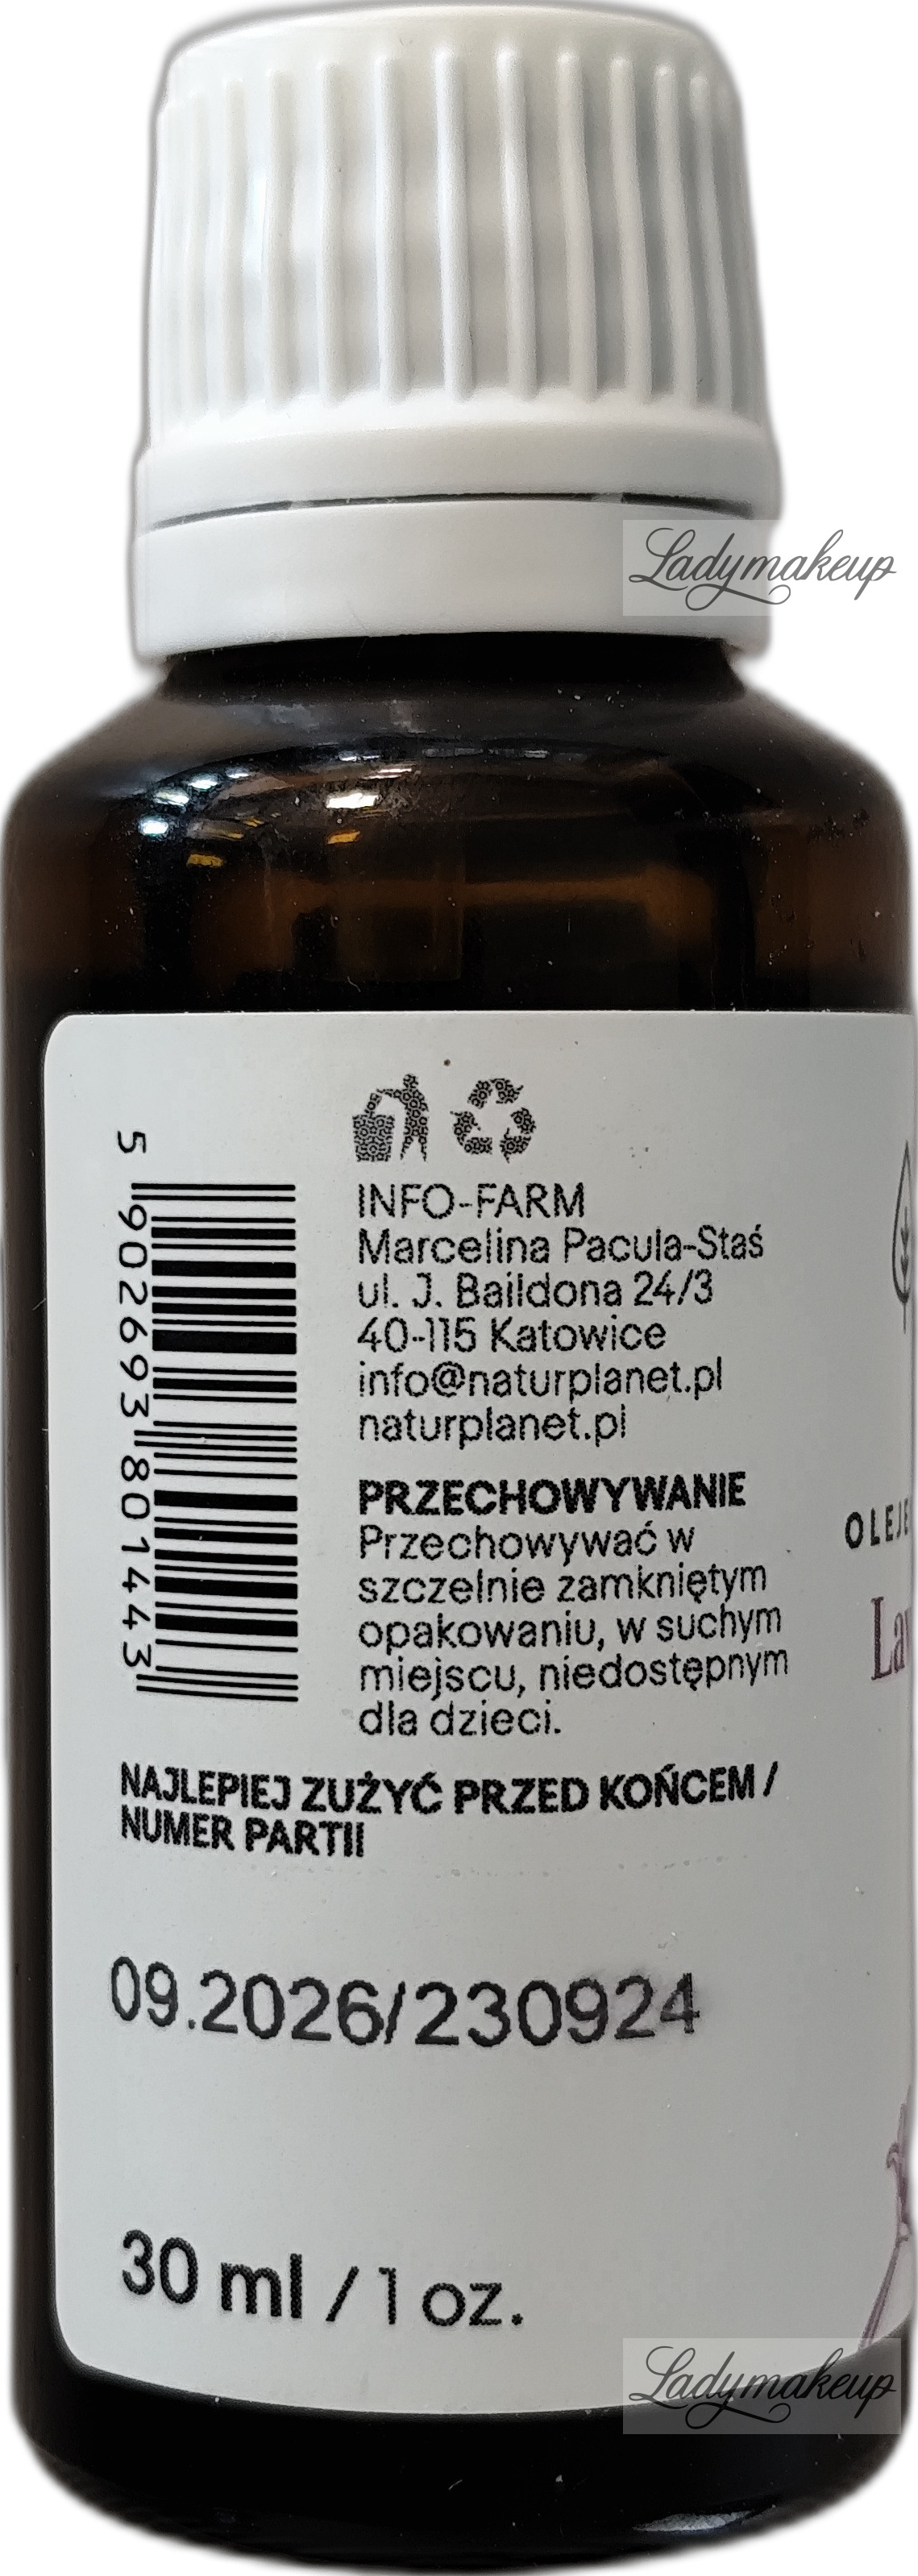 Ladymakeup
INFO-FARM
Marcelina Pacula-Staś
ul. J. Baildona 24/3
40-115 Katowice
info@naturplanet.pl
naturplanet.pl
PRZECHOWYWANIE
Przechowywać w
szczelnie zamkniętym
opakowaniu, w suchym
miejscu, niedostępnym
dla dzieci.
5 902693 801443
NAJLEPIEJ ZUŻYĆ PRZED KOŃCEM /
NUMER PARTII
09.2026/230924
30 ml / 1 oz.
Ladymakeup